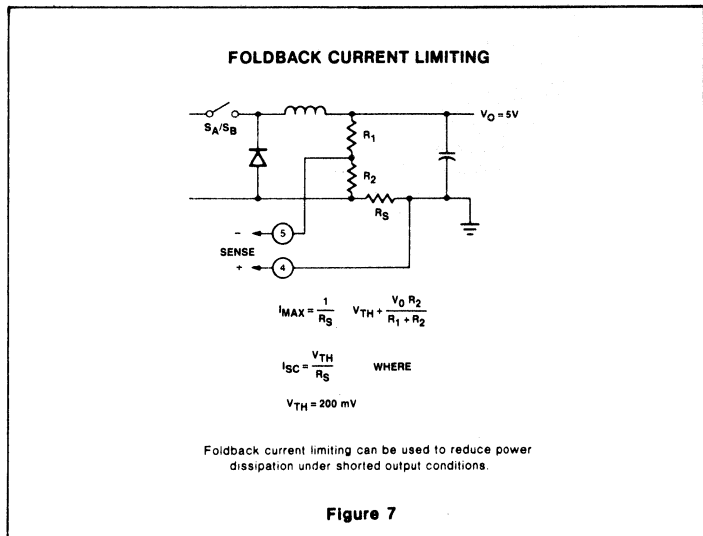 FOLDBACK CURRENT LIMITING
SA/SB
R1
VO = 5V
R2
RS
− 5
SENSE
+ 4
IMAX = 1/RS VTH + V0 R2/R1 + R2
ISC = VTH/RS WHERE
VTH = 200 mV
Foldback current limiting can be used to reduce power
dissipation under shorted output conditions.
Figure 7